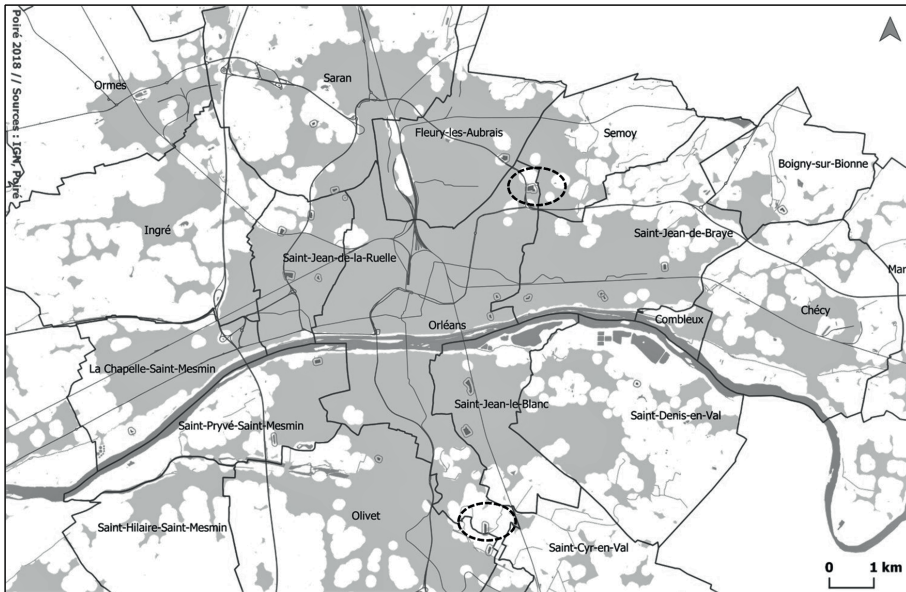 Poiré 2018 // Sources : IGN, Poiré
Ormes
Saran
Fleury-les-Aubrais
Semoy
Boigny-sur-Bionne
Ingré
Saint-Jean-de-la-Ruelle
Saint-Jean-de-Braye
Mar
Chécy
Orléans
Combleux
La Chapelle-Saint-Mesmin
Saint-Jean-le-Blanc
Saint-Denis-en-Val
Saint-Pryvé-Saint-Mesmin
Saint-Hilaire-Saint-Mesmin
Olivet
Saint-Cyr-en-Val
0 1 km